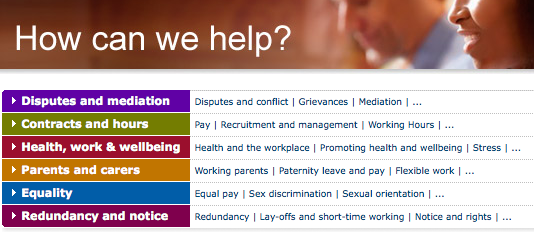 How can we help?
Disputes and mediation Disputes and conflict | Grievances | Mediation | ...
Contracts and hours Pay | Recruitment and management | Working Hours | ...
Health, work & wellbeing Health and the workplace | Promoting health and wellbeing | Stress | ...
Parents and carers Working parents | Paternity leave and pay | Flexible work | ...
Equality Equal pay | Sex discrimination | Sexual orientation | ...
Redundancy and notice Redundancy | Lay-offs and short-time working | Notice and rights | ...